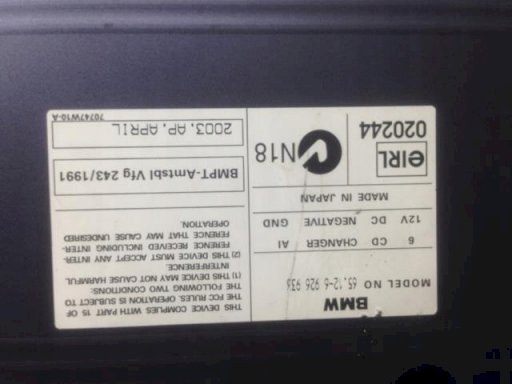 BMW
MODEL NO 65.12-6 926 939
6 CD CHANGER AI
12V DC NEGATIVE GND
MADE IN JAPAN
eIRL
020244
N18
THIS DEVICE COMPLIES WITH PART 15 OF
THE FCC RULES. OPERATION IS SUBJECT TO
THE FOLLOWING TWO CONDITIONS:
(1) THIS DEVICE MAY NOT CAUSE HARMFUL
INTERFERENCE.
(2) THIS DEVICE MUST ACCEPT ANY INTER-
FERENCE RECEIVED INCLUDING INTER-
FERENCE THAT MAY CAUSE UNDESIRED
OPERATION.
BMPT-Amtsbl Vfg 243/1991
2003. AP. APRIL
70747W10-A